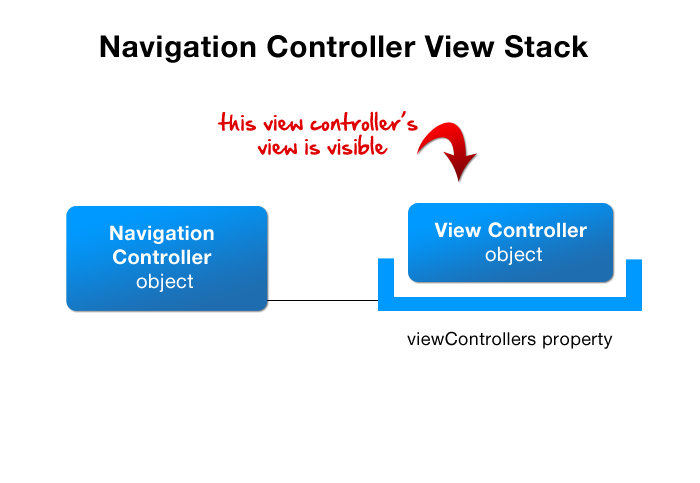 Navigation Controller View Stack
this view controller's
view is visible
Navigation
Controller
object
View Controller
object
viewControllers property